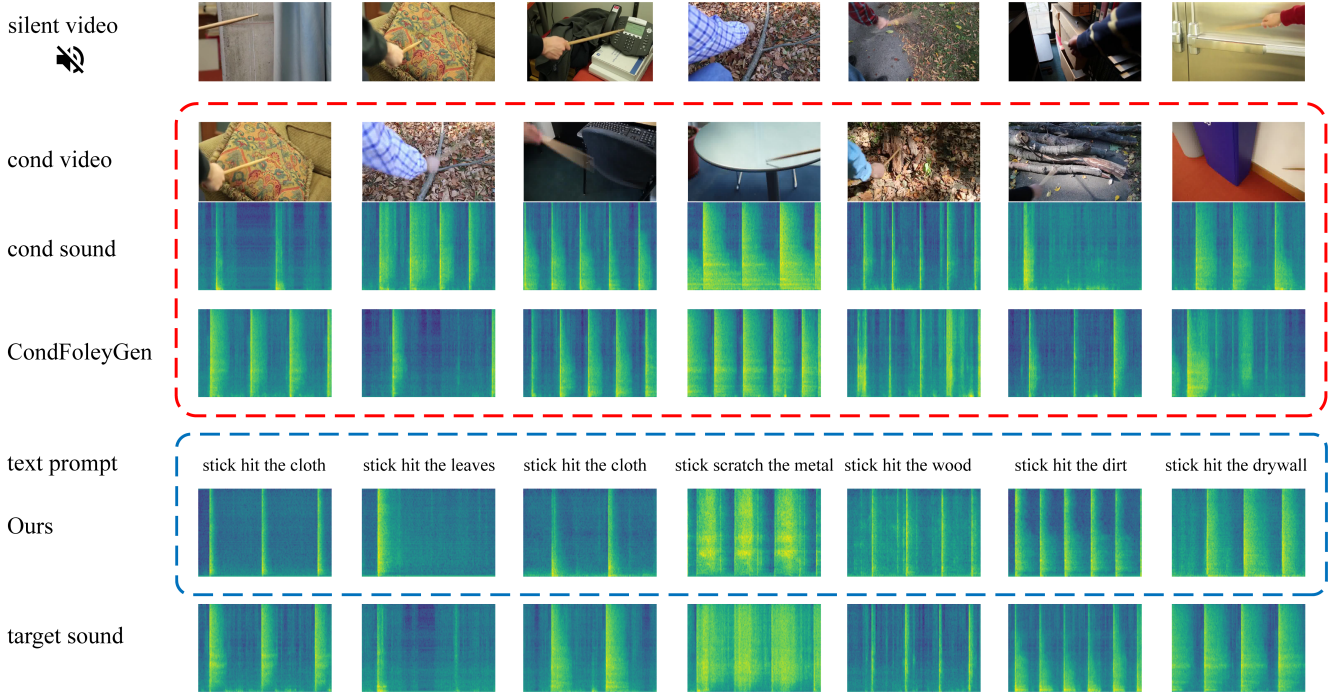 silent video
cond video
cond sound
CondFoleyGen
text prompt
stick hit the cloth
stick hit the leaves
stick hit the cloth
stick scratch the metal
stick hit the wood
stick hit the dirt
stick hit the drywall
Ours
target sound